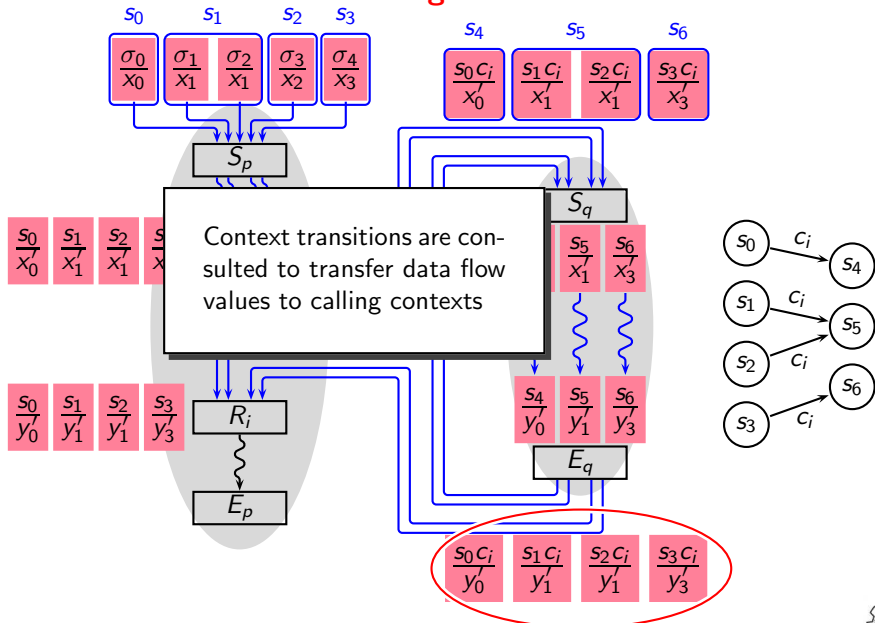 s₀ s₁ s₂ s₃
σ₀/x₀ σ₁/x₁ σ₂/x₁ σ₃/x₂ σ₄/x₃
s₄ s₅ s₆
s₀cᵢ/x′₀ s₁cᵢ/x′₁ s₂cᵢ/x′₁ s₃cᵢ/x′₃
Sₚ
S_q
s₀/x′₀ s₁/x′₁ s₂/x′₁
s₅/x′₁ s₆/x′₃
Context transitions are con-
sulted to transfer data flow
values to calling contexts
s₀ cᵢ s₄
s₁ cᵢ s₅
s₂ cᵢ
s₃ cᵢ s₆
s₀/y′₀ s₁/y′₁ s₂/y′₁ s₃/y′₃
Rᵢ
s₄/y′₀ s₅/y′₁ s₆/y′₃
E_q
Eₚ
s₀cᵢ/y′₀ s₁cᵢ/y′₁ s₂cᵢ/y′₁ s₃cᵢ/y′₃